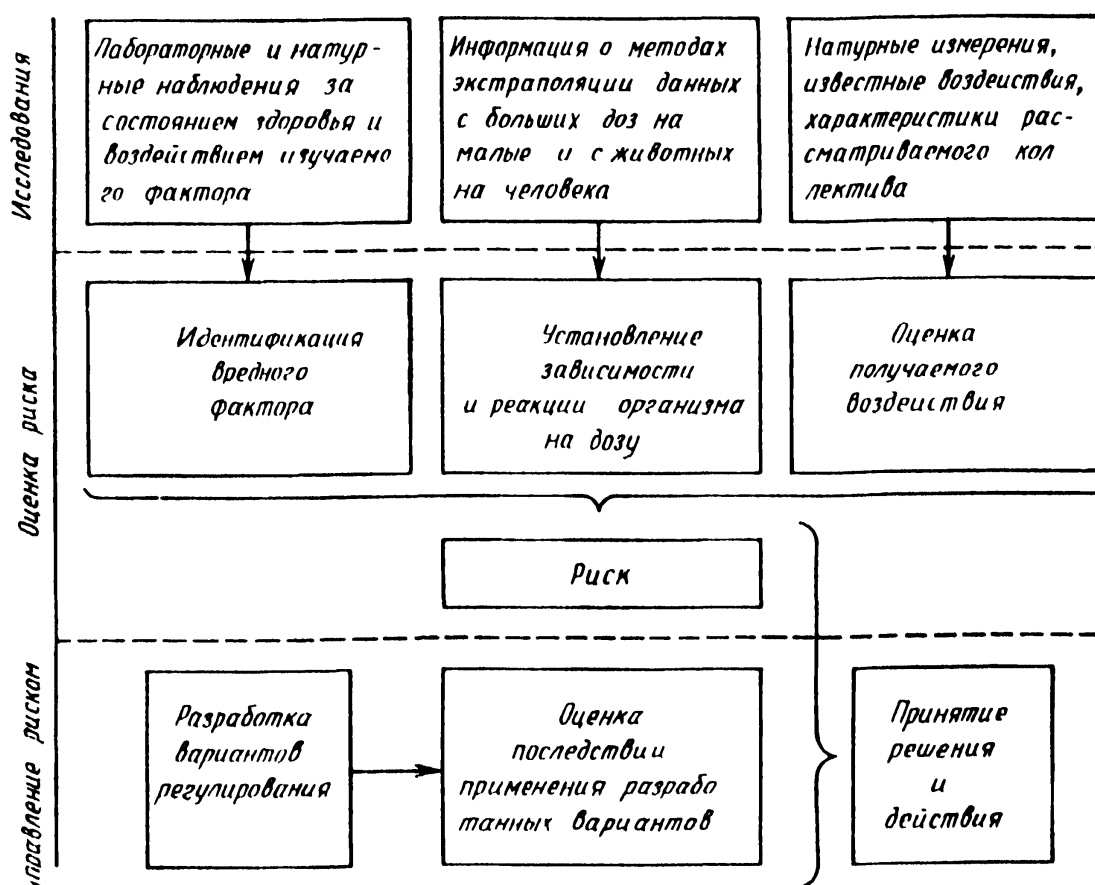 Исследования
Лабораторные и натур-
ные наблюдения за
состоянием здоровья и
воздействием изучаемо
го фактора
Информация о методах
экстраполяции данных
с больших доз на
малые и с животных
на человека
Натурные измерения,
известные воздеиствия,
характеристики рас-
сматриваемого кол
лектива
Оценка риска
Идентификация
вредного
фактора
Установление
зависимости
и реакции организма
на дозу
Оценка
получаемого
воздеиствия
Риск
управление риском
Разработка
вариантов
регулирования
Оценка
последствии
применения разрабо
танных вариантов
Принятие
решения
и
действия